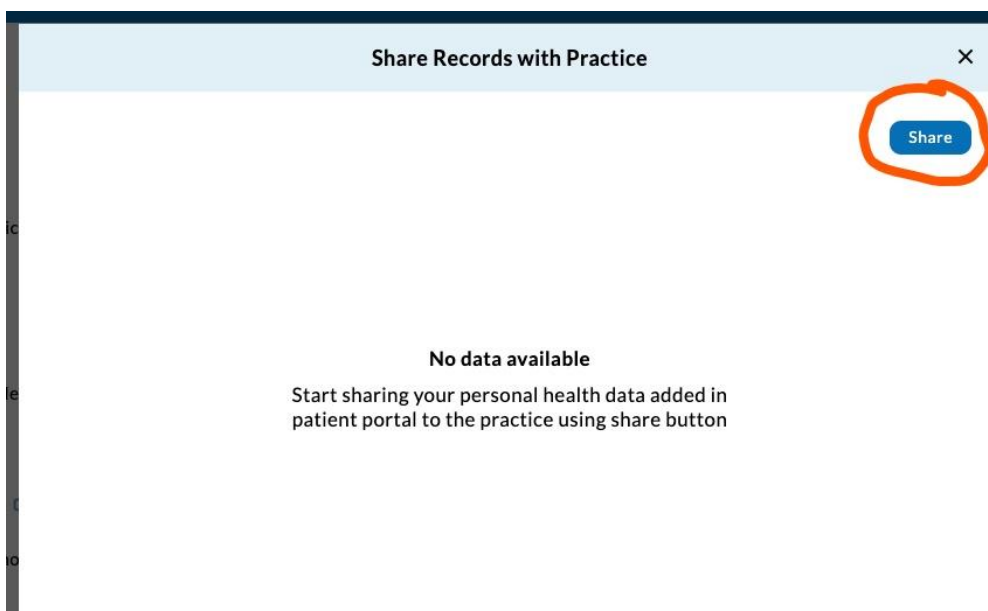 Share Records with Practice
Share
No data available
Start sharing your personal health data added in
patient portal to the practice using share button